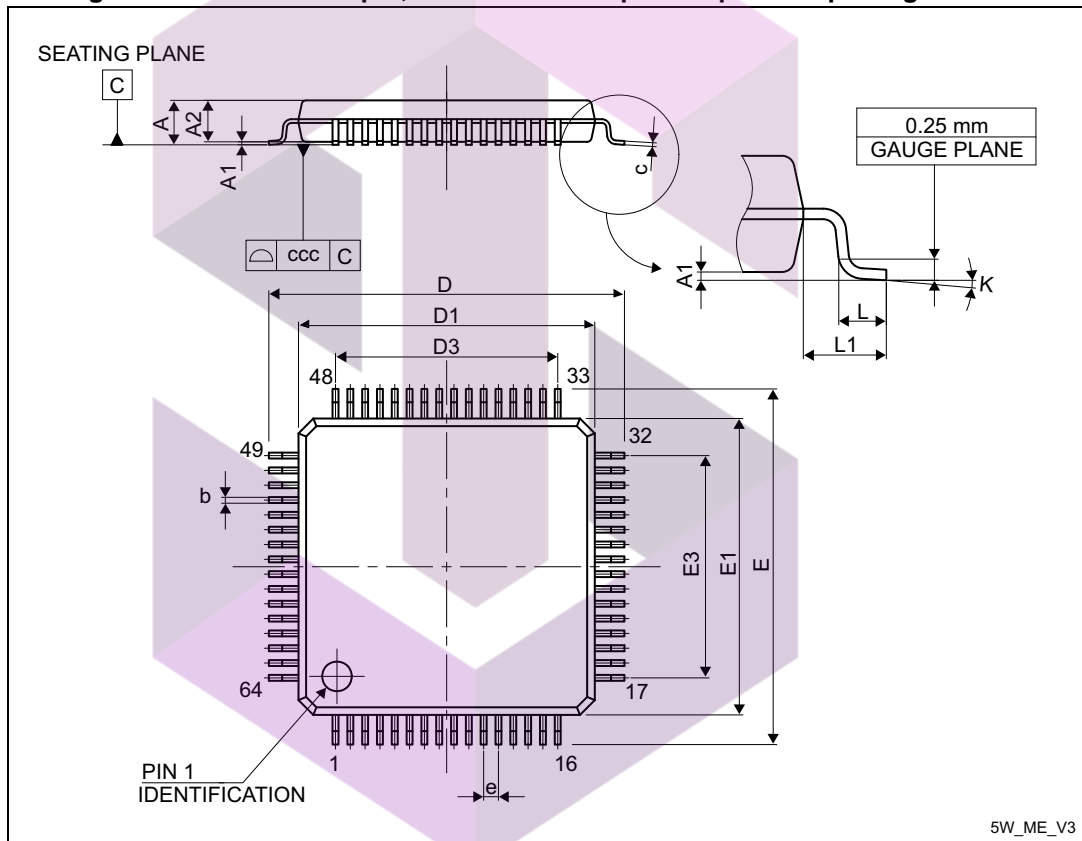 SEATING PLANE
C
A
A2
A1
c
ccc C
0.25 mm
GAUGE PLANE
A1
K
L
L1
D
D1
D3
48
33
49
32
b
E3
E1
E
64
17
PIN 1
IDENTIFICATION
1
16
e
5W_ME_V3